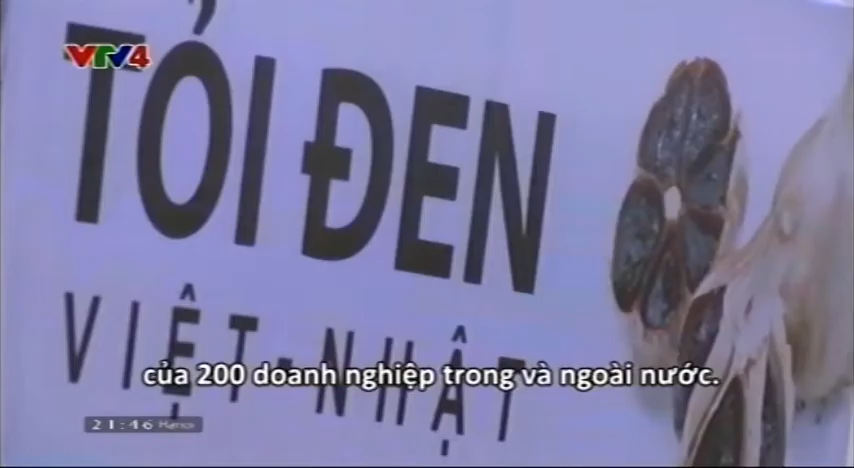 VTV4
TỎI ĐEN
VIỆT - NHẬT
của 200 doanh nghiệp trong và ngoài nước.
21:46 Hanoi